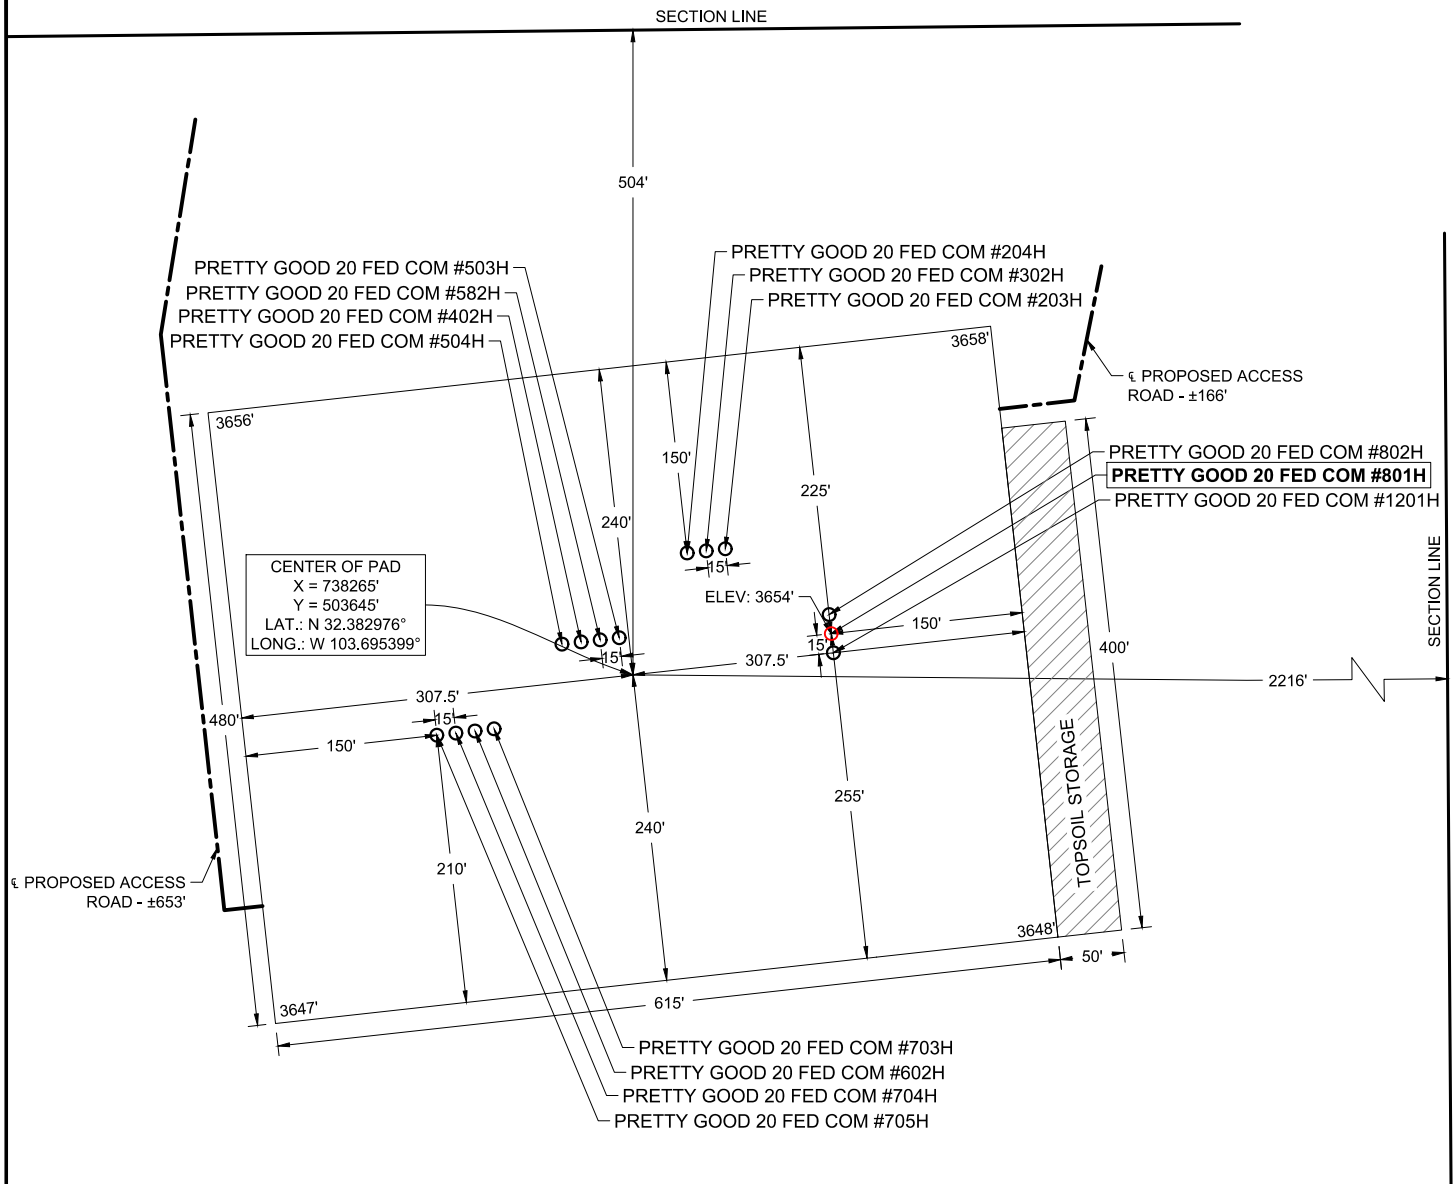 SECTION LINE
504'
PRETTY GOOD 20 FED COM #503H
PRETTY GOOD 20 FED COM #582H
PRETTY GOOD 20 FED COM #402H
PRETTY GOOD 20 FED COM #504H
PRETTY GOOD 20 FED COM #204H
PRETTY GOOD 20 FED COM #302H
PRETTY GOOD 20 FED COM #203H
3658'
℄ PROPOSED ACCESS
ROAD - ±166'
3656'
150'
225'
240'
PRETTY GOOD 20 FED COM #802H
PRETTY GOOD 20 FED COM #801H
PRETTY GOOD 20 FED COM #1201H
SECTION LINE
CENTER OF PAD
X = 738265'
Y = 503645'
LAT.: N 32.382976°
LONG.: W 103.695399°
15'
ELEV: 3654'
150'
15'
15'
307.5'
400'
2216'
307.5'
480'
15'
150'
TOPSOIL STORAGE
255'
240'
210'
℄ PROPOSED ACCESS
ROAD - ±653'
3648'
50'
3647'
615'
PRETTY GOOD 20 FED COM #703H
PRETTY GOOD 20 FED COM #602H
PRETTY GOOD 20 FED COM #704H
PRETTY GOOD 20 FED COM #705H